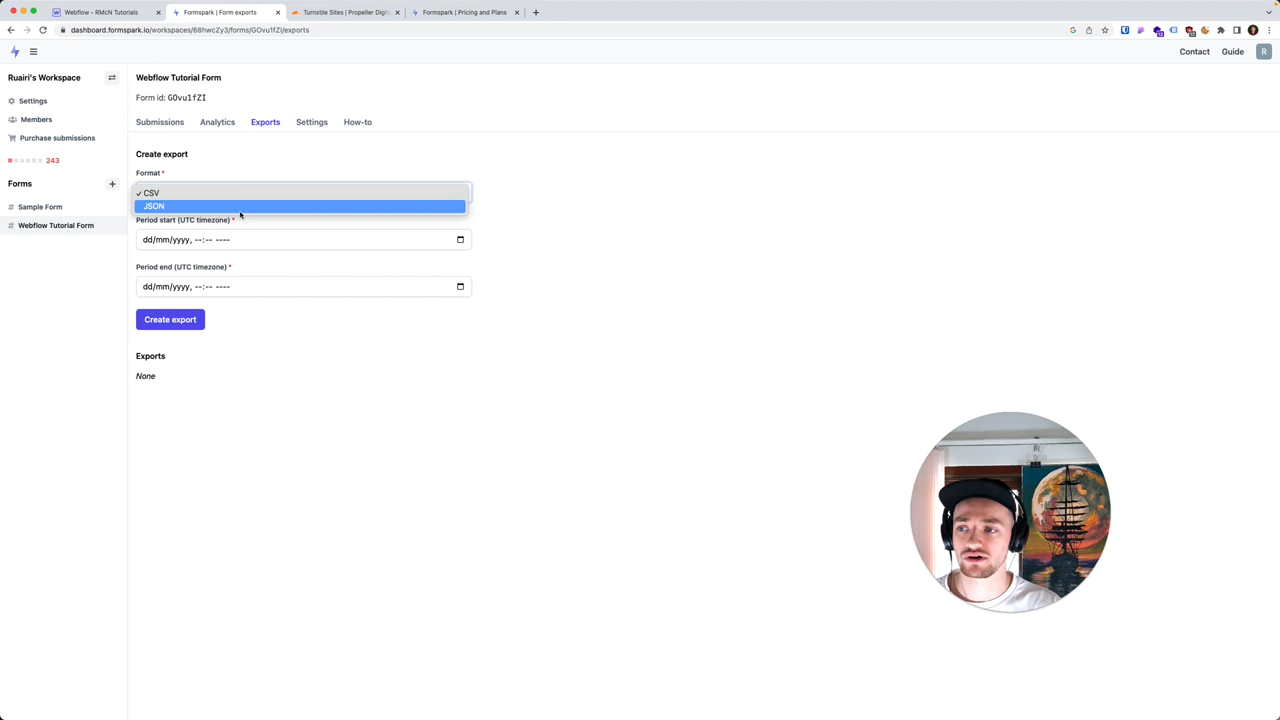 Webflow - RMcN Tutorials
Formspark | Form exports
Turnstile Sites | Propeller Digit
Formspark | Pricing and Plans
dashboard.formspark.io/workspaces/68hwcZy3/forms/GOvu1fZI/exports
Contact
Guide
R
Ruairi's Workspace
Settings
Members
Purchase submissions
243
Forms
# Sample Form
# Webflow Tutorial Form
Webflow Tutorial Form
Form id: GOvu1fZI
Submissions
Analytics
Exports
Settings
How-to
Create export
Format *
✓ CSV
JSON
Period start (UTC timezone) *
dd/mm/yyyy, --:-- ----
Period end (UTC timezone) *
dd/mm/yyyy, --:-- ----
Create export
Exports
None